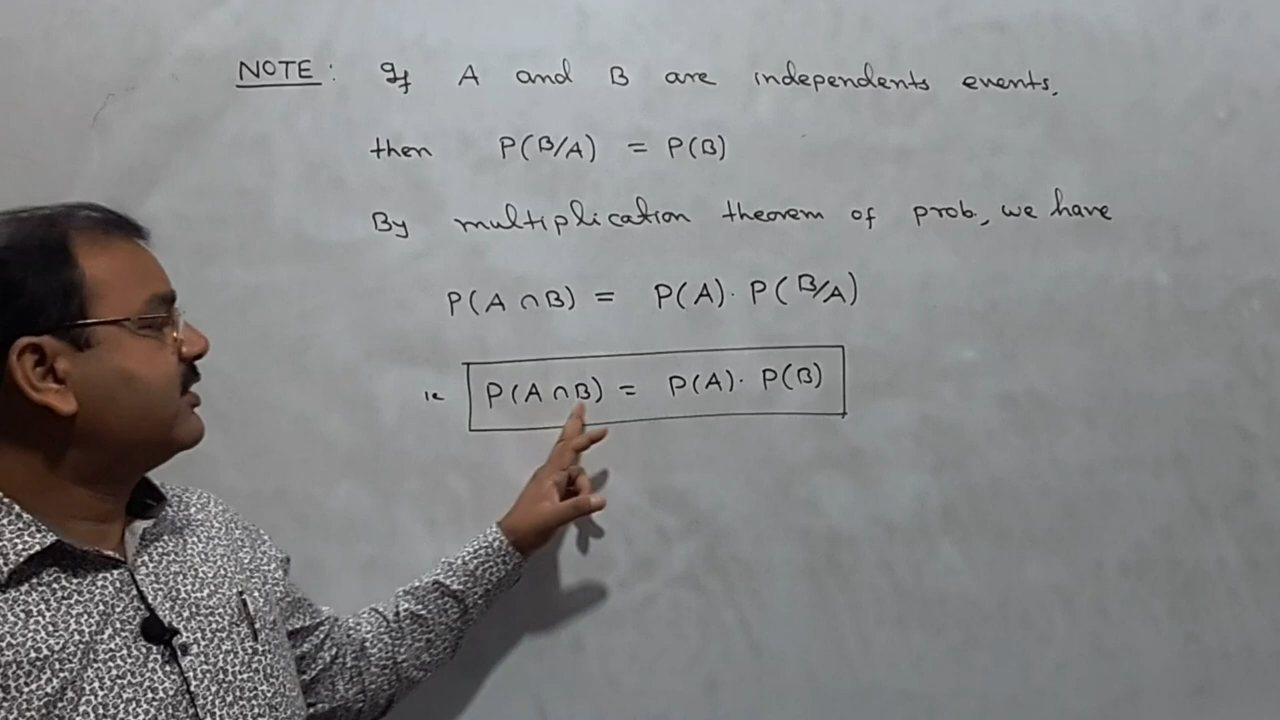 NOTE : If A and B are independents events,
then P(B/A) = P(B)
By multiplication theorem of prob., we have
P(A ∩ B) = P(A) . P(B/A)
ie P(A ∩ B) = P(A) . P(B)